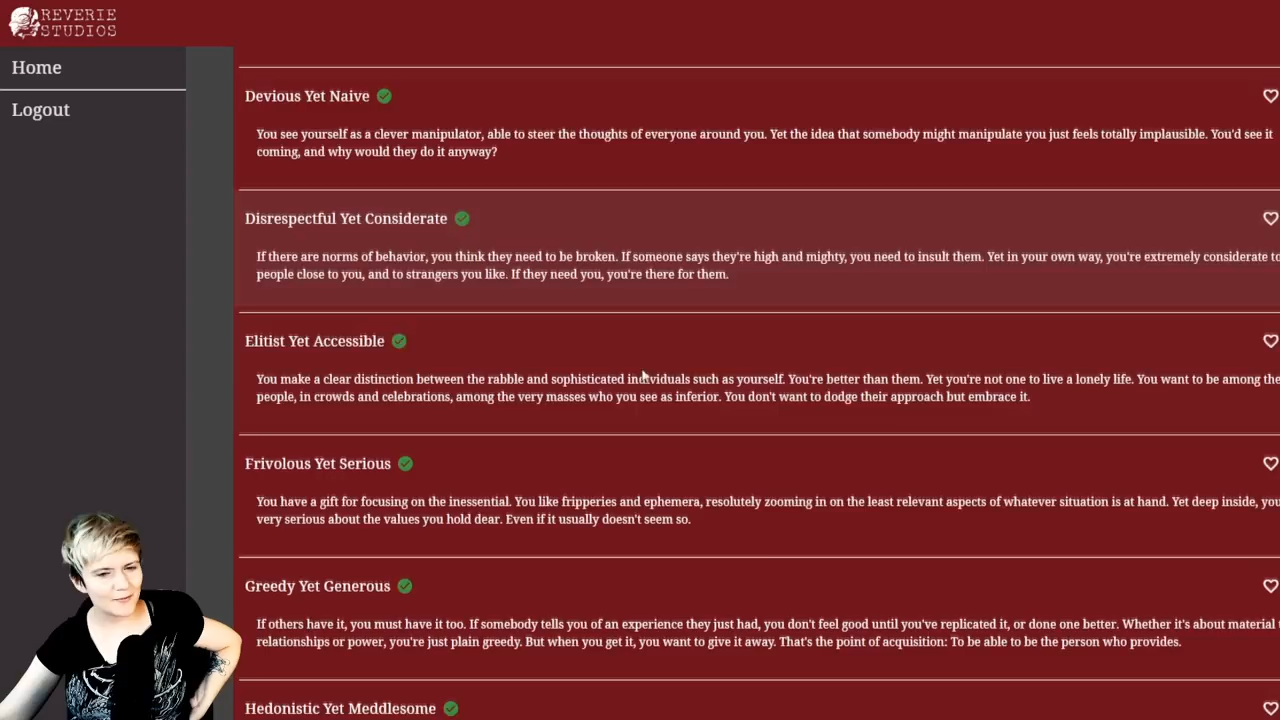 REVERIE
STUDIOS
Home
Logout
Devious Yet Naive
You see yourself as a clever manipulator, able to steer the thoughts of everyone around you. Yet the idea that somebody might manipulate you just feels totally implausible. You'd see it
coming, and why would they do it anyway?
Disrespectful Yet Considerate
If there are norms of behavior, you think they need to be broken. If someone says they're high and mighty, you need to insult them. Yet in your own way, you're extremely considerate to
people close to you, and to strangers you like. If they need you, you're there for them.
Elitist Yet Accessible
You make a clear distinction between the rabble and sophisticated individuals such as yourself. You're better than them. Yet you're not one to live a lonely life. You want to be among the
people, in crowds and celebrations, among the very masses who you see as inferior. You don't want to dodge their approach but embrace it.
Frivolous Yet Serious
You have a gift for focusing on the inessential. You like fripperies and ephemera, resolutely zooming in on the least relevant aspects of whatever situation is at hand. Yet deep inside,
very serious about the values you hold dear. Even if it usually doesn't seem so.
Greedy Yet Generous
If others have it, you must have it too. If somebody tells you of an experience they just had, you don't feel good until you've replicated it, or done one better. Whether it's about material
relationships or power, you're just plain greedy. But when you get it, you want to give it away. That's the point of acquisition: To be able to be the person who provides.
Hedonistic Yet Meddlesome